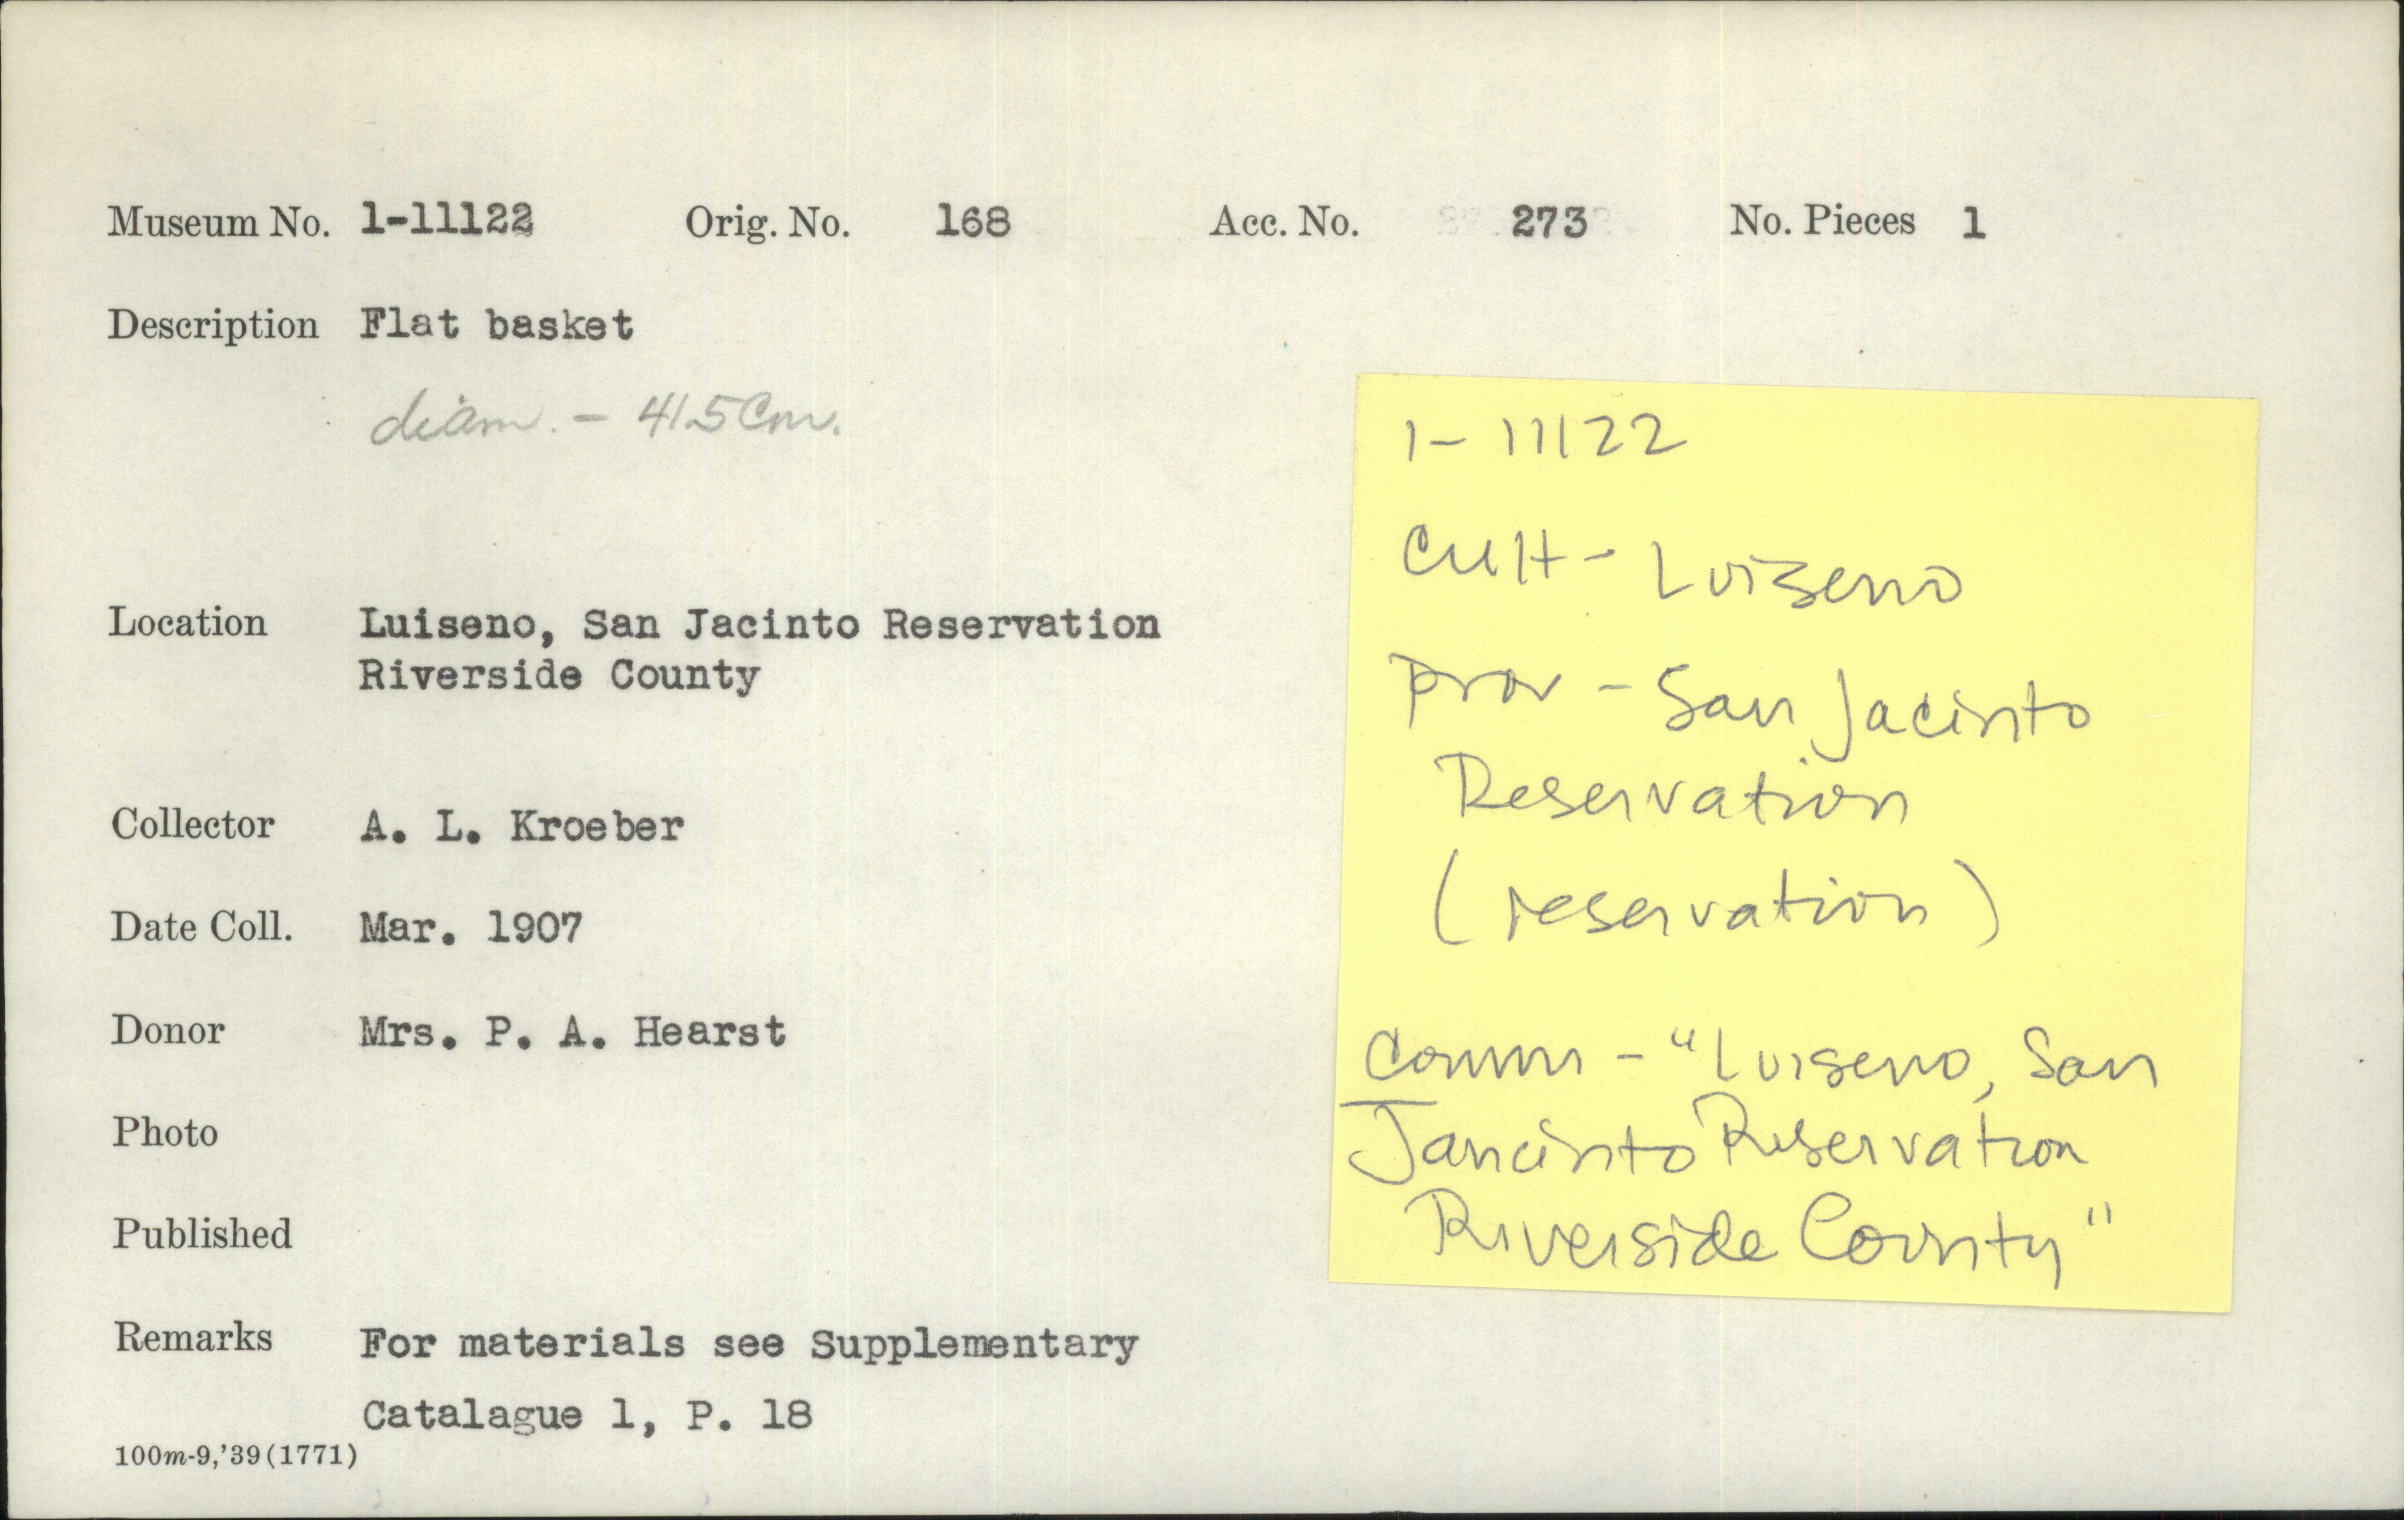 Museum No. 1-11122 Orig. No. 168 Acc. No. 273 No. Pieces 1
Description Flat basket
diam. - 41.5 Cm.
Location Luiseno, San Jacinto Reservation
Riverside County
Collector A. L. Kroeber
Date Coll. Mar. 1907
Donor Mrs. P. A. Hearst
Photo
Published
Remarks For materials see Supplementary
Catalague 1, P. 18
100m-9,'39(1771)
1-11122
Cult- Luiseno
Prov - San Jacinto
Reservation
(reservation)
Comm - "Luiseno, San
Jancinto Reservation
Riverside County"